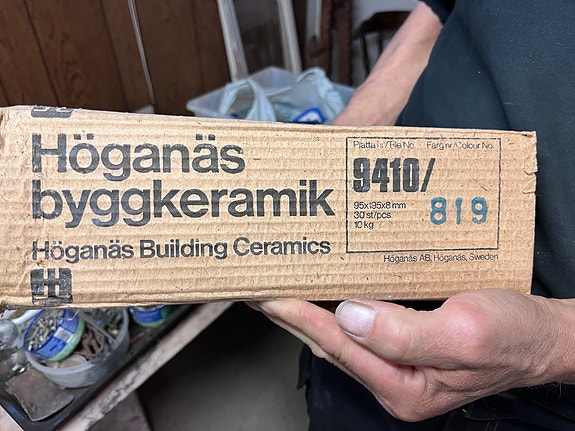 Höganäs
byggkeramik
Höganäs Building Ceramics
Platta nr/Tile No. Färg nr/Colour No.
9410/
819
95x195x8 mm
30 st/pcs
10 kg
Höganäs AB, Höganäs, Sweden